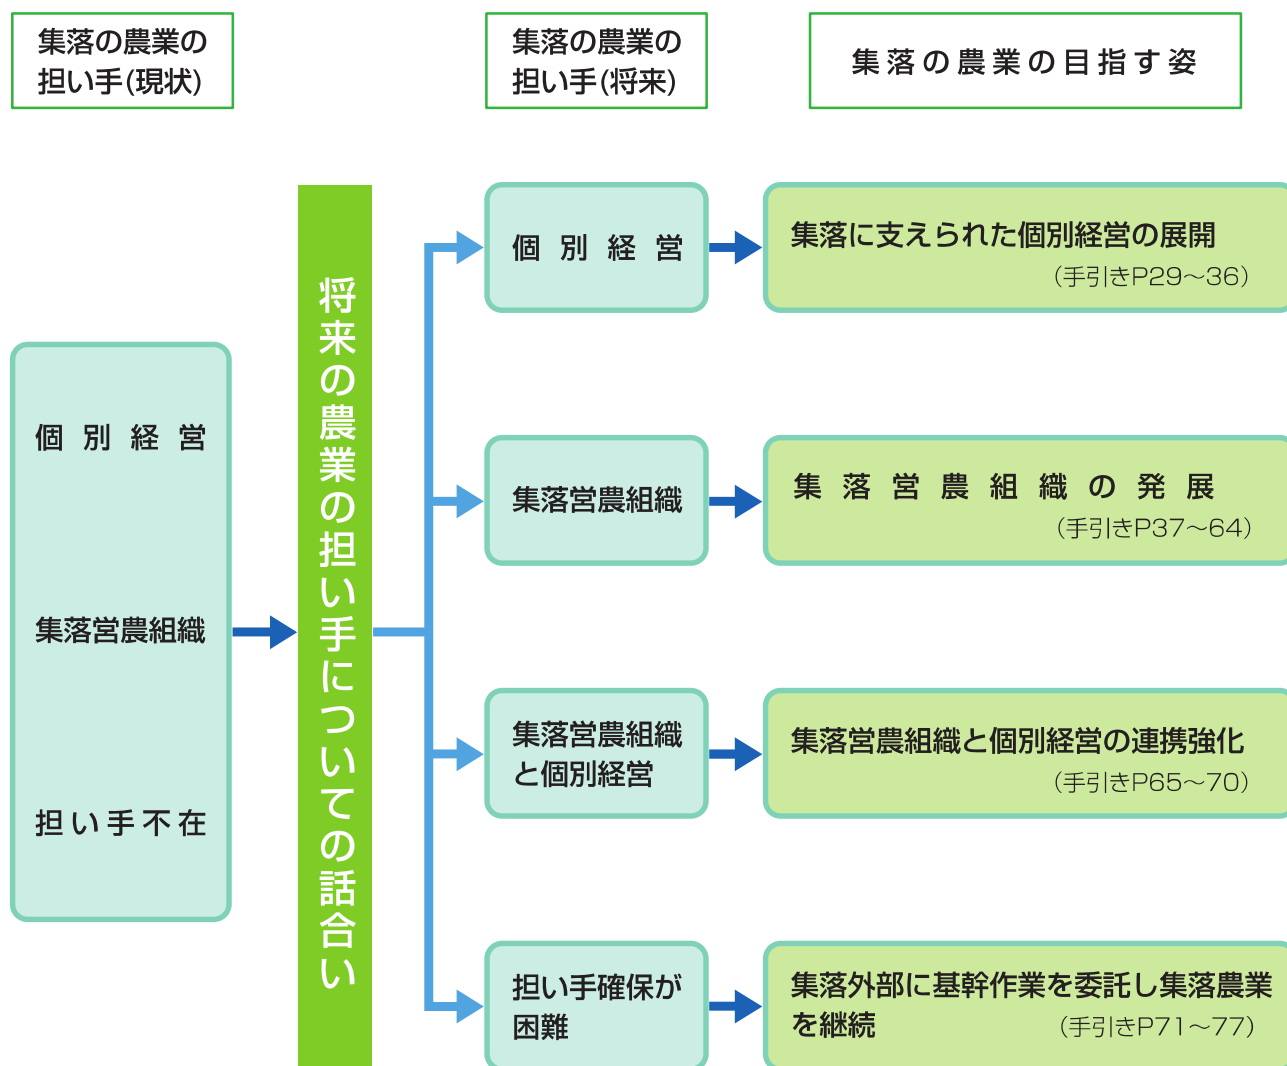 集落の農業の
担い手(現状)
集落の農業の
担い手(将来)
集落の農業の目指す姿
個別経営
集落営農組織
担い手不在
将来の農業の担い手についての話合い
個別経営
集落に支えられた個別経営の展開
(手引きP29～36)
集落営農組織
集落営農組織の発展
(手引きP37～64)
集落営農組織
と個別経営
集落営農組織と個別経営の連携強化
(手引きP65～70)
担い手確保が
困難
集落外部に基幹作業を委託し集落農業
を継続
(手引きP71～77)